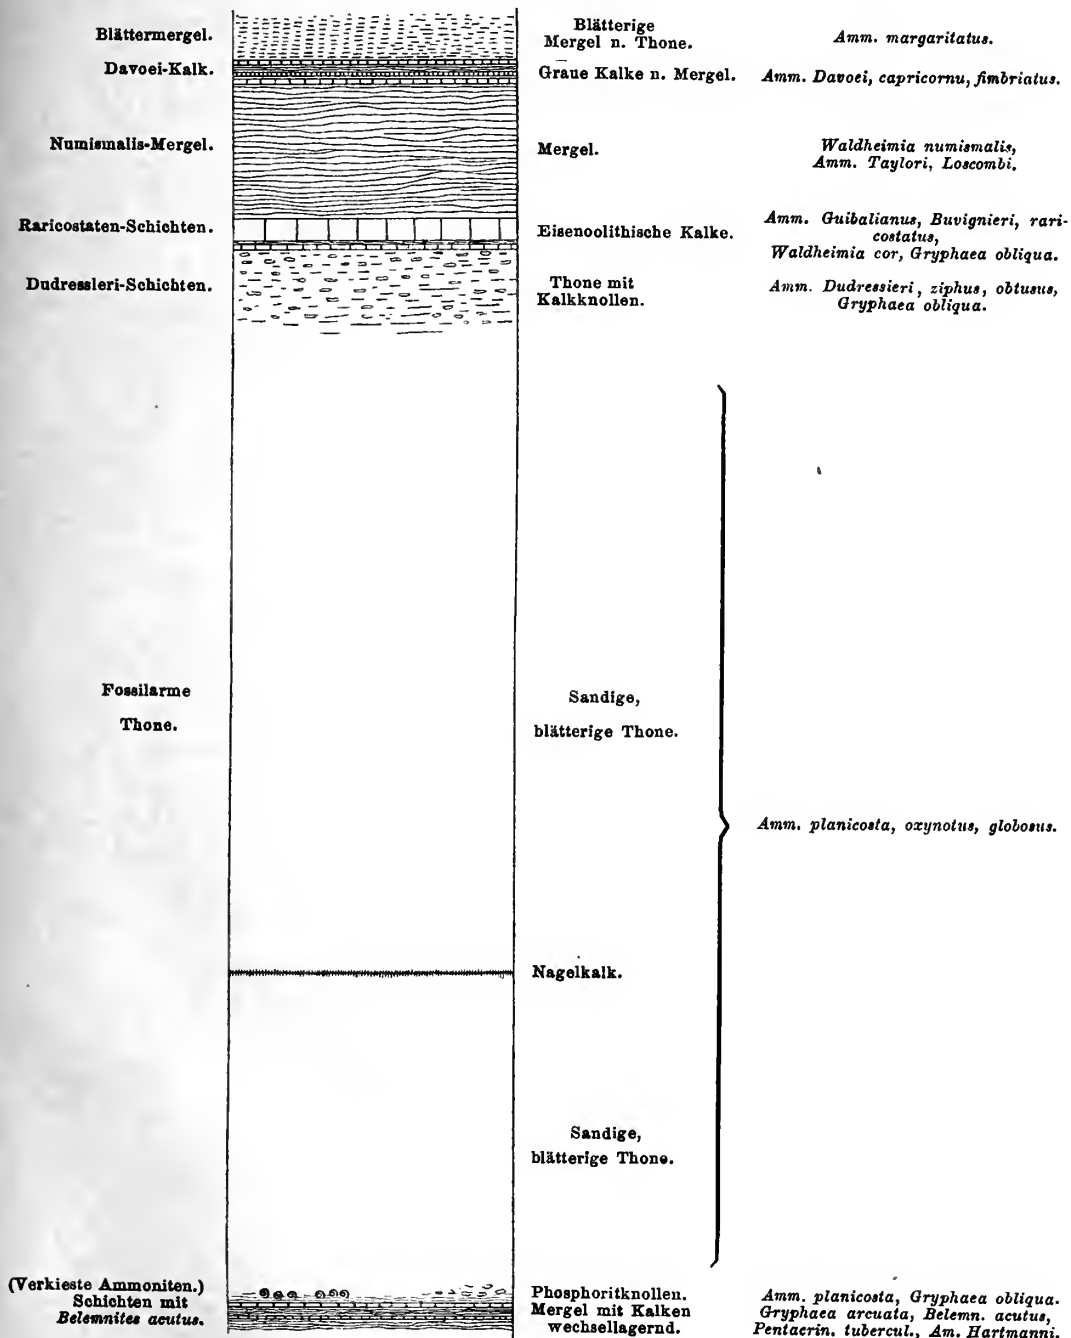 Blättermergel.
Blätterige
Mergel n. Thone.
Amm. margaritatus.
Davoei-Kalk.
Graue Kalke n. Mergel.
Amm. Davoei, capricornu, fimbriatus.
Numismalis-Mergel.
Mergel.
Waldheimia numismalis,
Amm. Taylori, Loscombi.
Raricostaten-Schichten.
Eisenoolithische Kalke.
Amm. Guibalianus, Buvignieri, rari-
costatus,
Waldheimia cor, Gryphaea obliqua.
Dudressleri-Schichten.
Thone mit
Kalkknollen.
Amm. Dudressieri, ziphus, obtusus,
Gryphaea obliqua.
Fossilarme
Thone.
Sandige,
blätterige Thone.
Amm. planicosta, oxynotus, globosus.
Nagelkalk.
Sandige,
blätterige Thone.
(Verkieste Ammoniten.)
Schichten mit
Belemnites acutus.
Phosphoritknollen.
Mergel mit Kalken
wechsellagernd.
Amm. planicosta, Gryphaea obliqua.
Gryphaea arcuata, Belemn. acutus,
Pentacrin. tubercul., Am. Hartmanni.